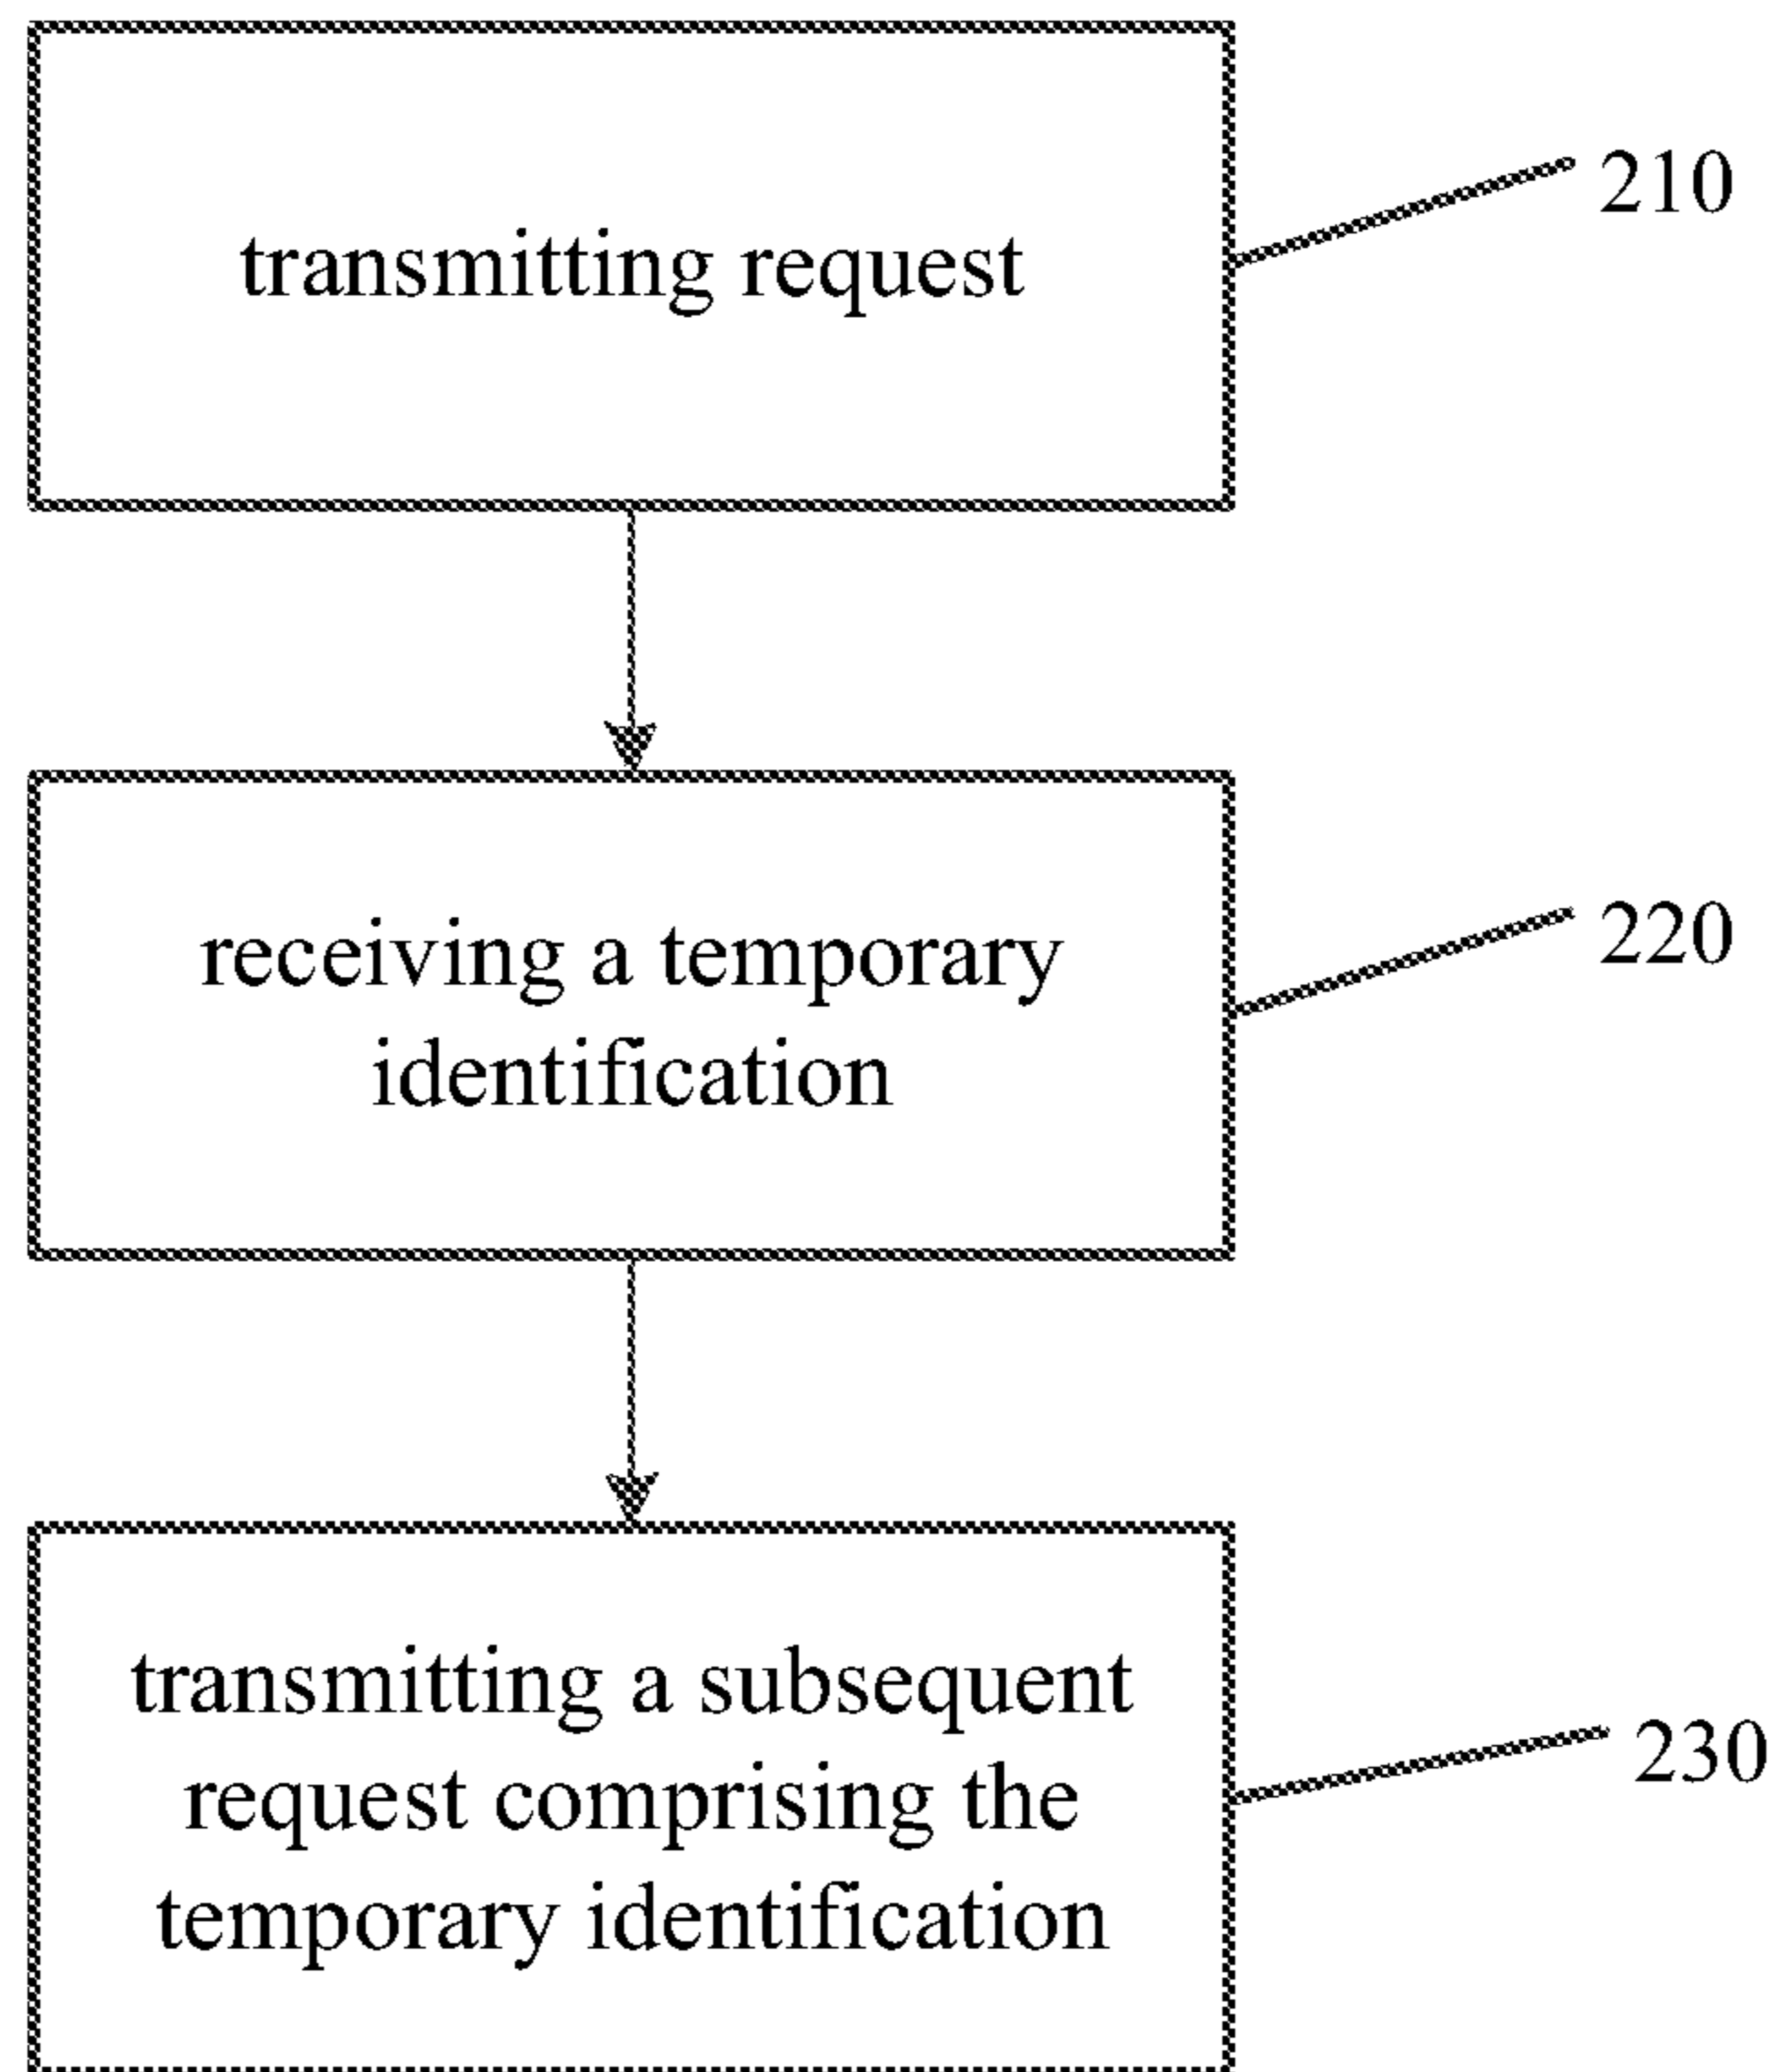 transmitting request
210
receiving a temporary
identification
220
transmitting a subsequent
request comprising the
temporary identification
230